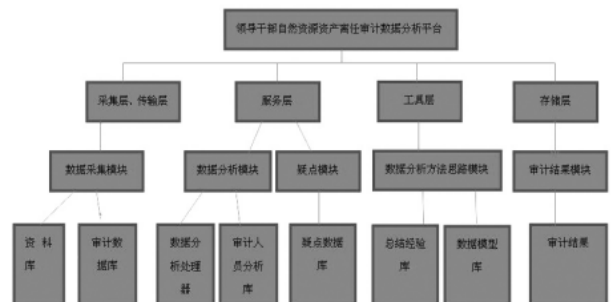 领导干部自然资源资产离任审计数据分析平台
采集层、传输层
服务层
工具层
存储层
数据采集模块
数据分析模块
疑点模块
数据分析方法思路模块
审计结果模块
资 料
库
审计数
据库
数据分
析处理
器
审计人
员分析
库
疑点数据
库
总结经验
库
数据模型
库
审计结果